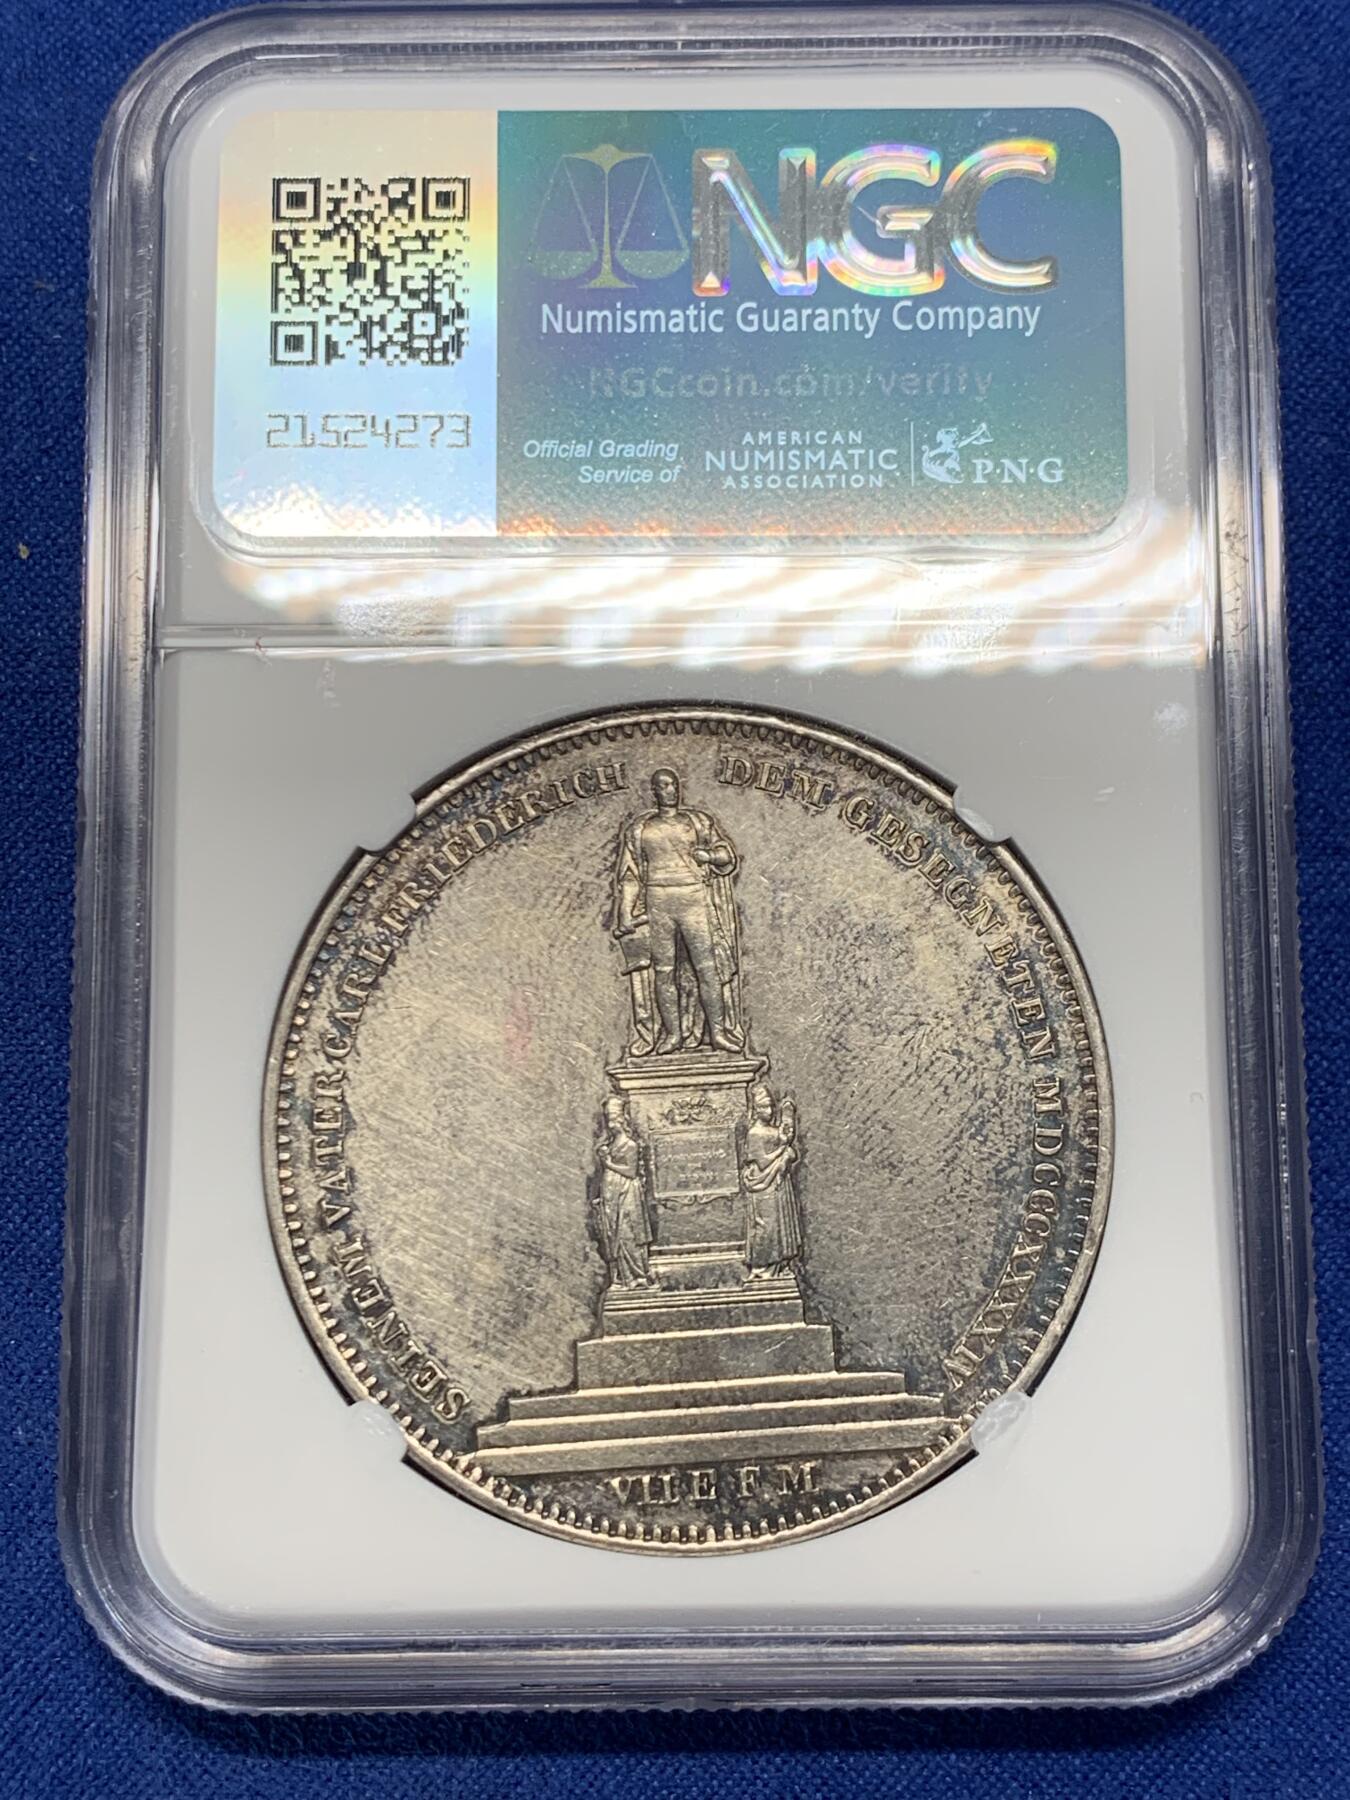 NGC
Numismatic Guaranty Company
NGCcoin.com/verify
21524273
Official Grading
Service of
AMERICAN
NUMISMATIC
ASSOCIATION
P·N·G
SEINEM VATER CARL FRIEDERICH DEM GESEGNETEN MDCCCXXXXIV
VII E F. M